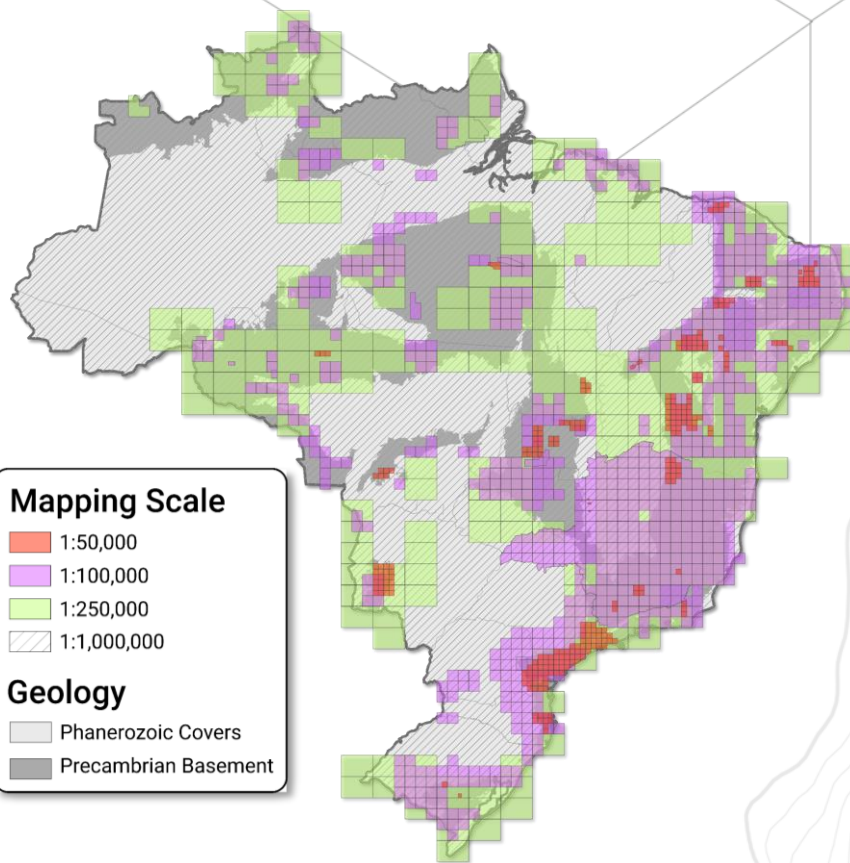 Mapping Scale
1:50,000
1:100,000
1:250,000
1:1,000,000
Geology
Phanerozoic Covers
Precambrian Basement